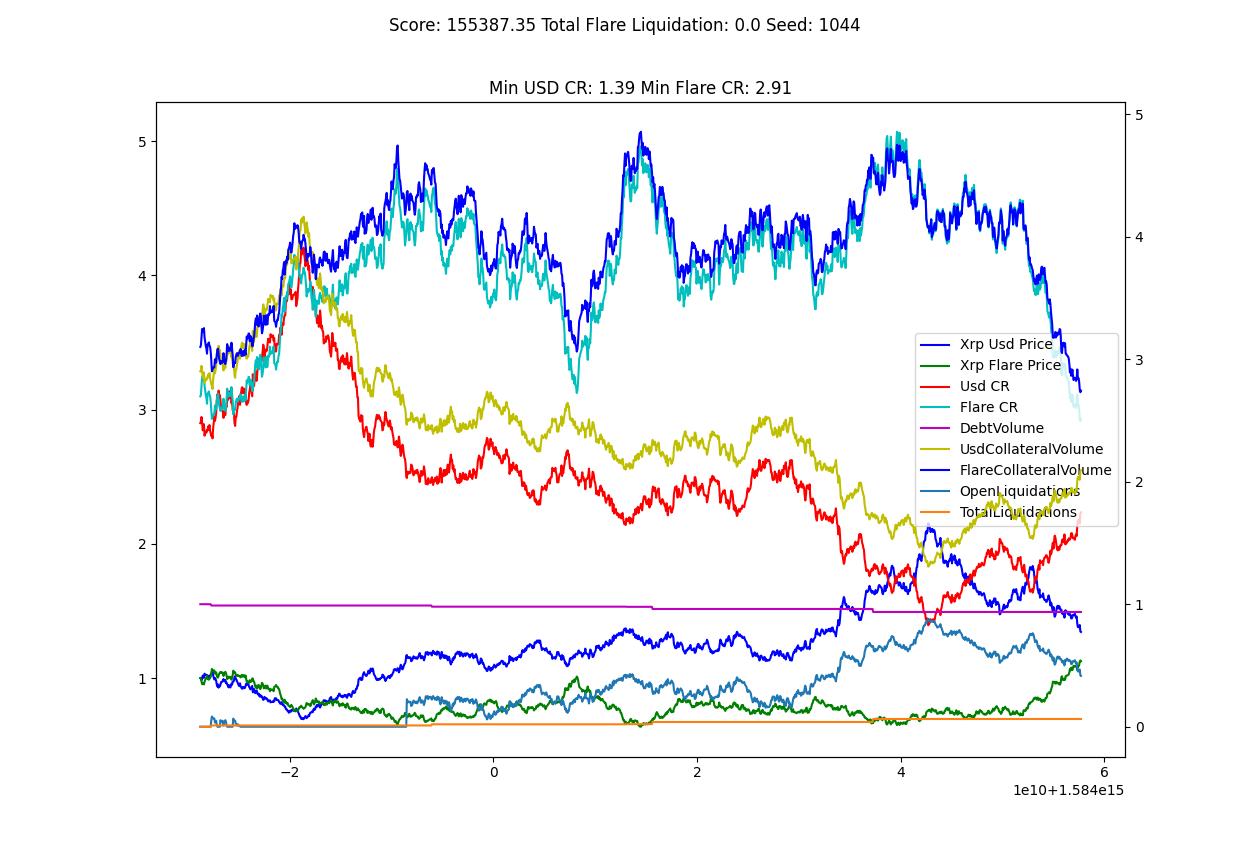 Score: 155387.35 Total Flare Liquidation: 0.0 Seed: 1044
Min USD CR: 1.39 Min Flare CR: 2.91
5
4
3
2
1
5
4
3
2
1
0
Xrp Usd Price
Xrp Flare Price
Usd CR
Flare CR
DebtVolume
UsdCollateralVolume
FlareCollateralVolume
OpenLiquidations
TotalLiquidations
−2 0 2 4 6
1e10+1.584e15